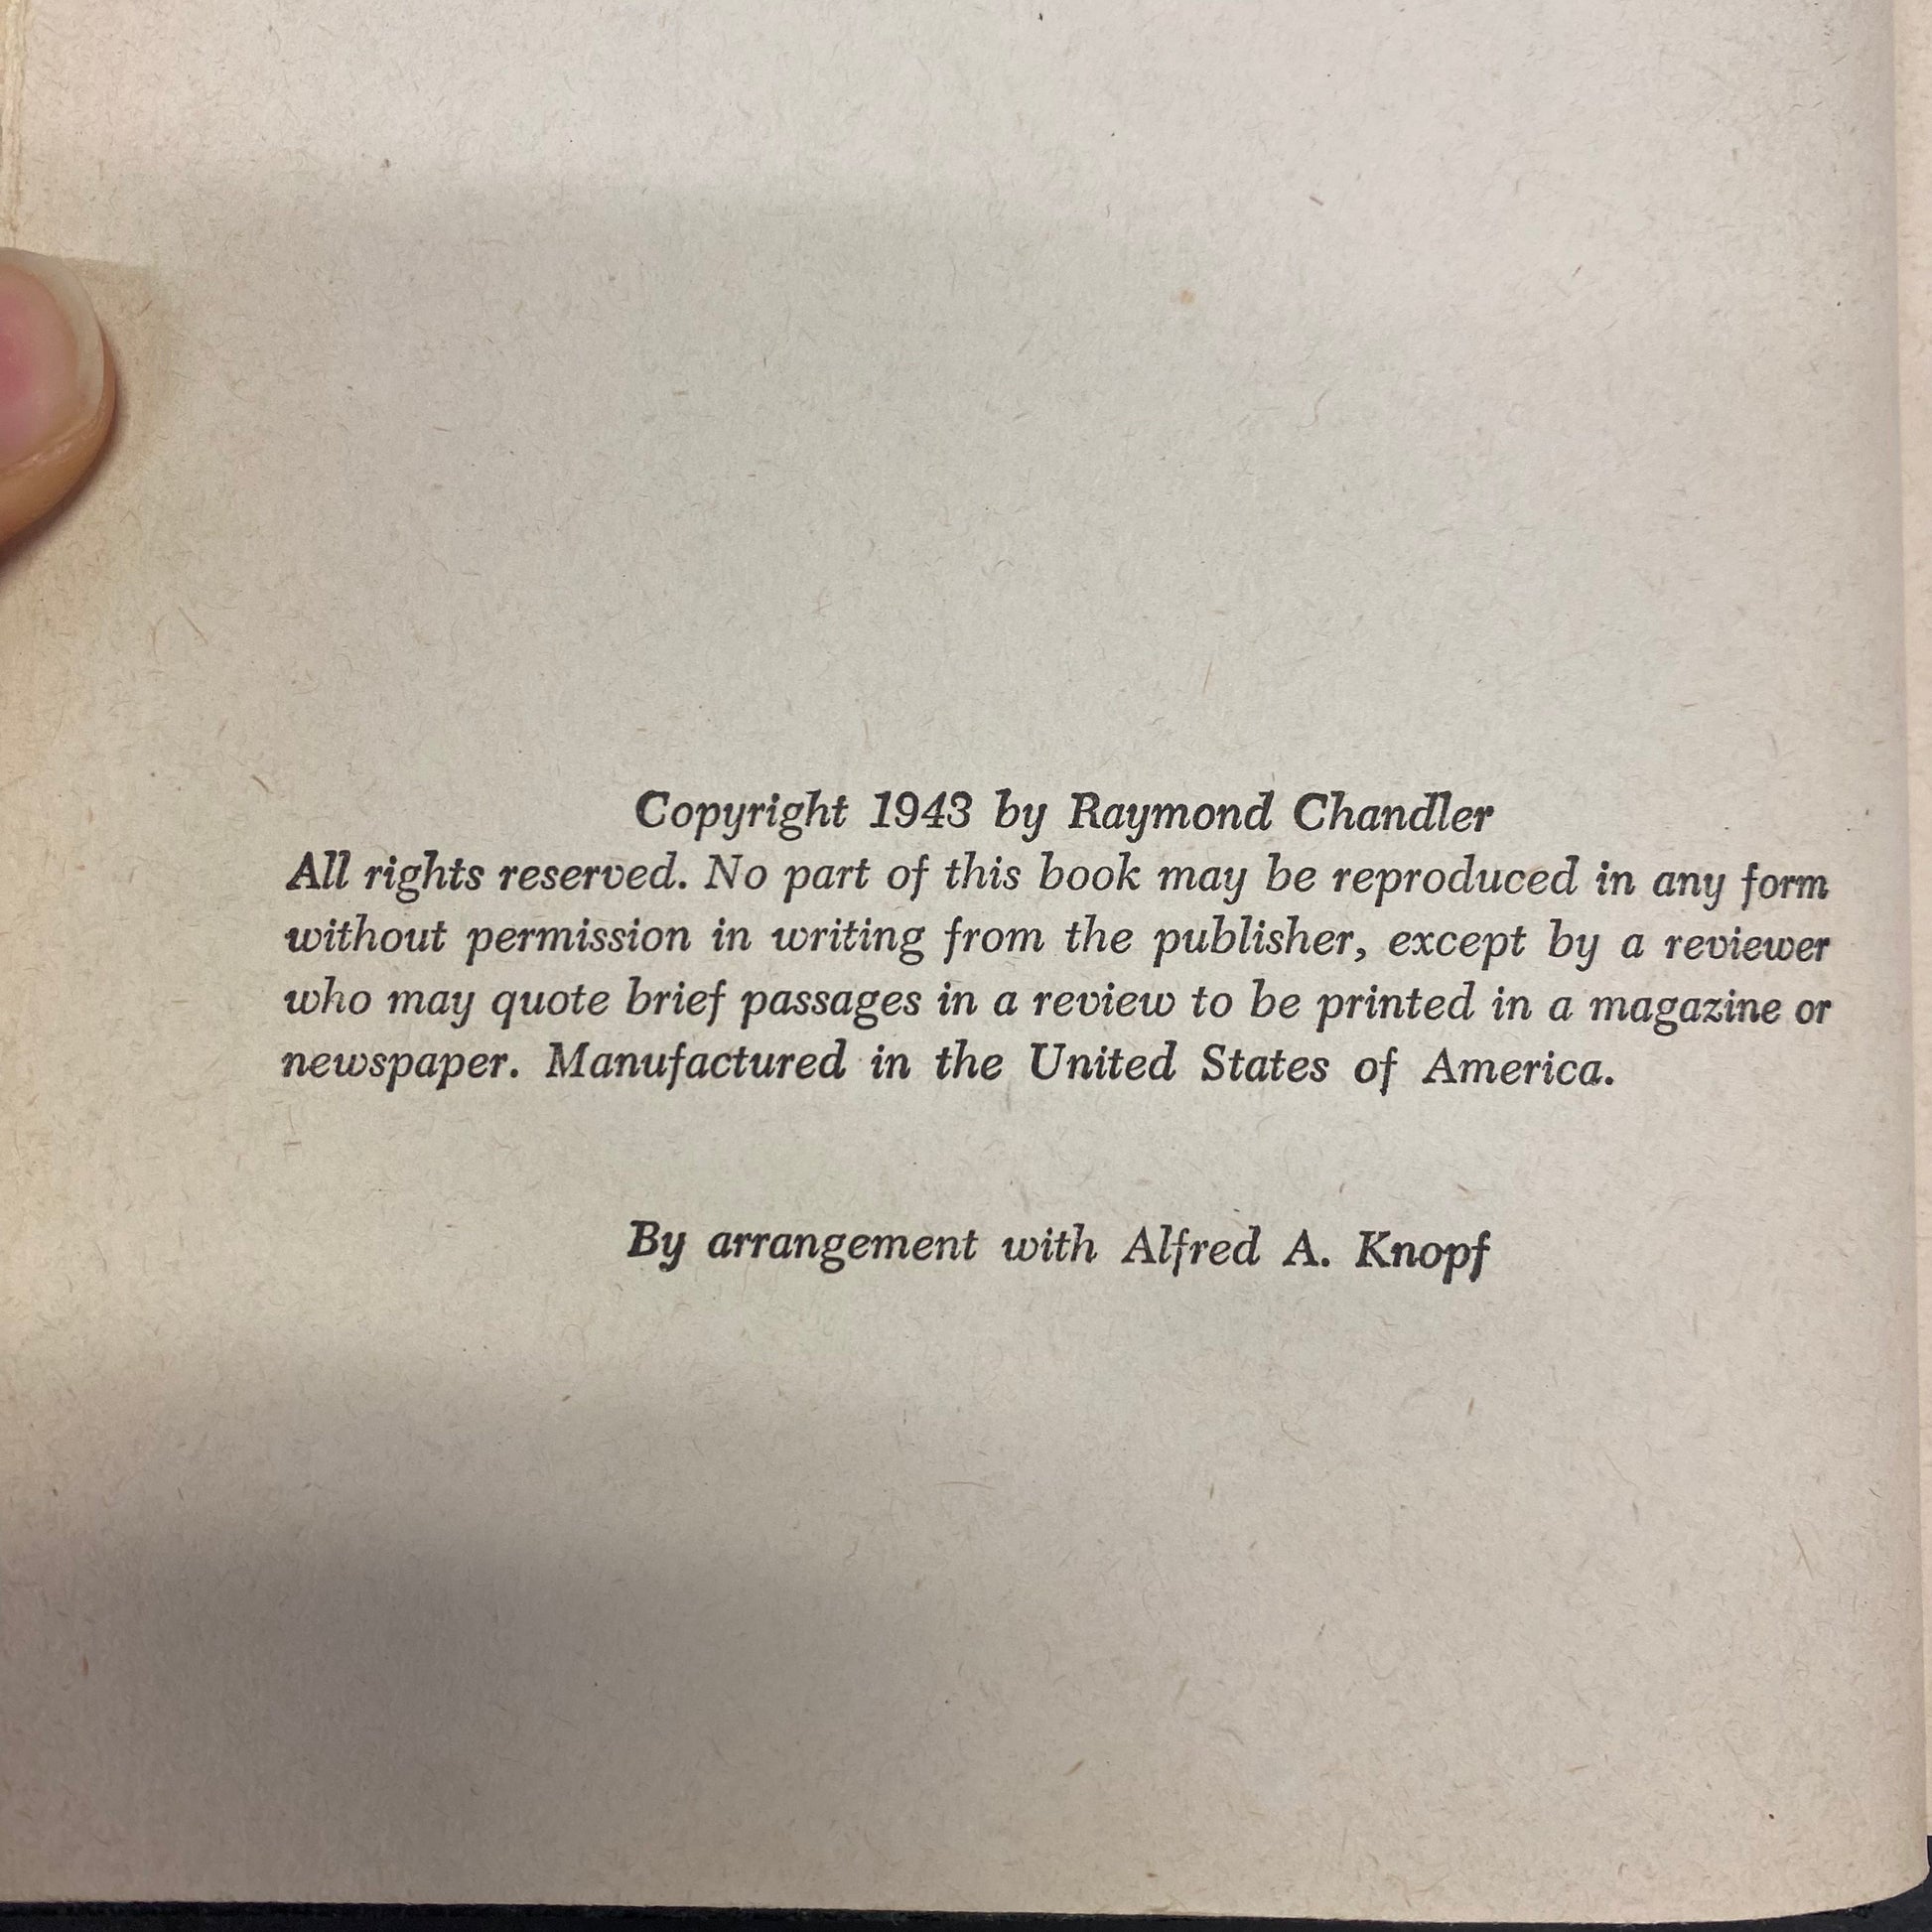 Copyright 1943 by Raymond Chandler
All rights reserved. No part of this book may be reproduced in any form
without permission in writing from the publisher, except by a reviewer
who may quote brief passages in a review to be printed in a magazine or
newspaper. Manufactured in the United States of America.
By arrangement with Alfred A. Knopf